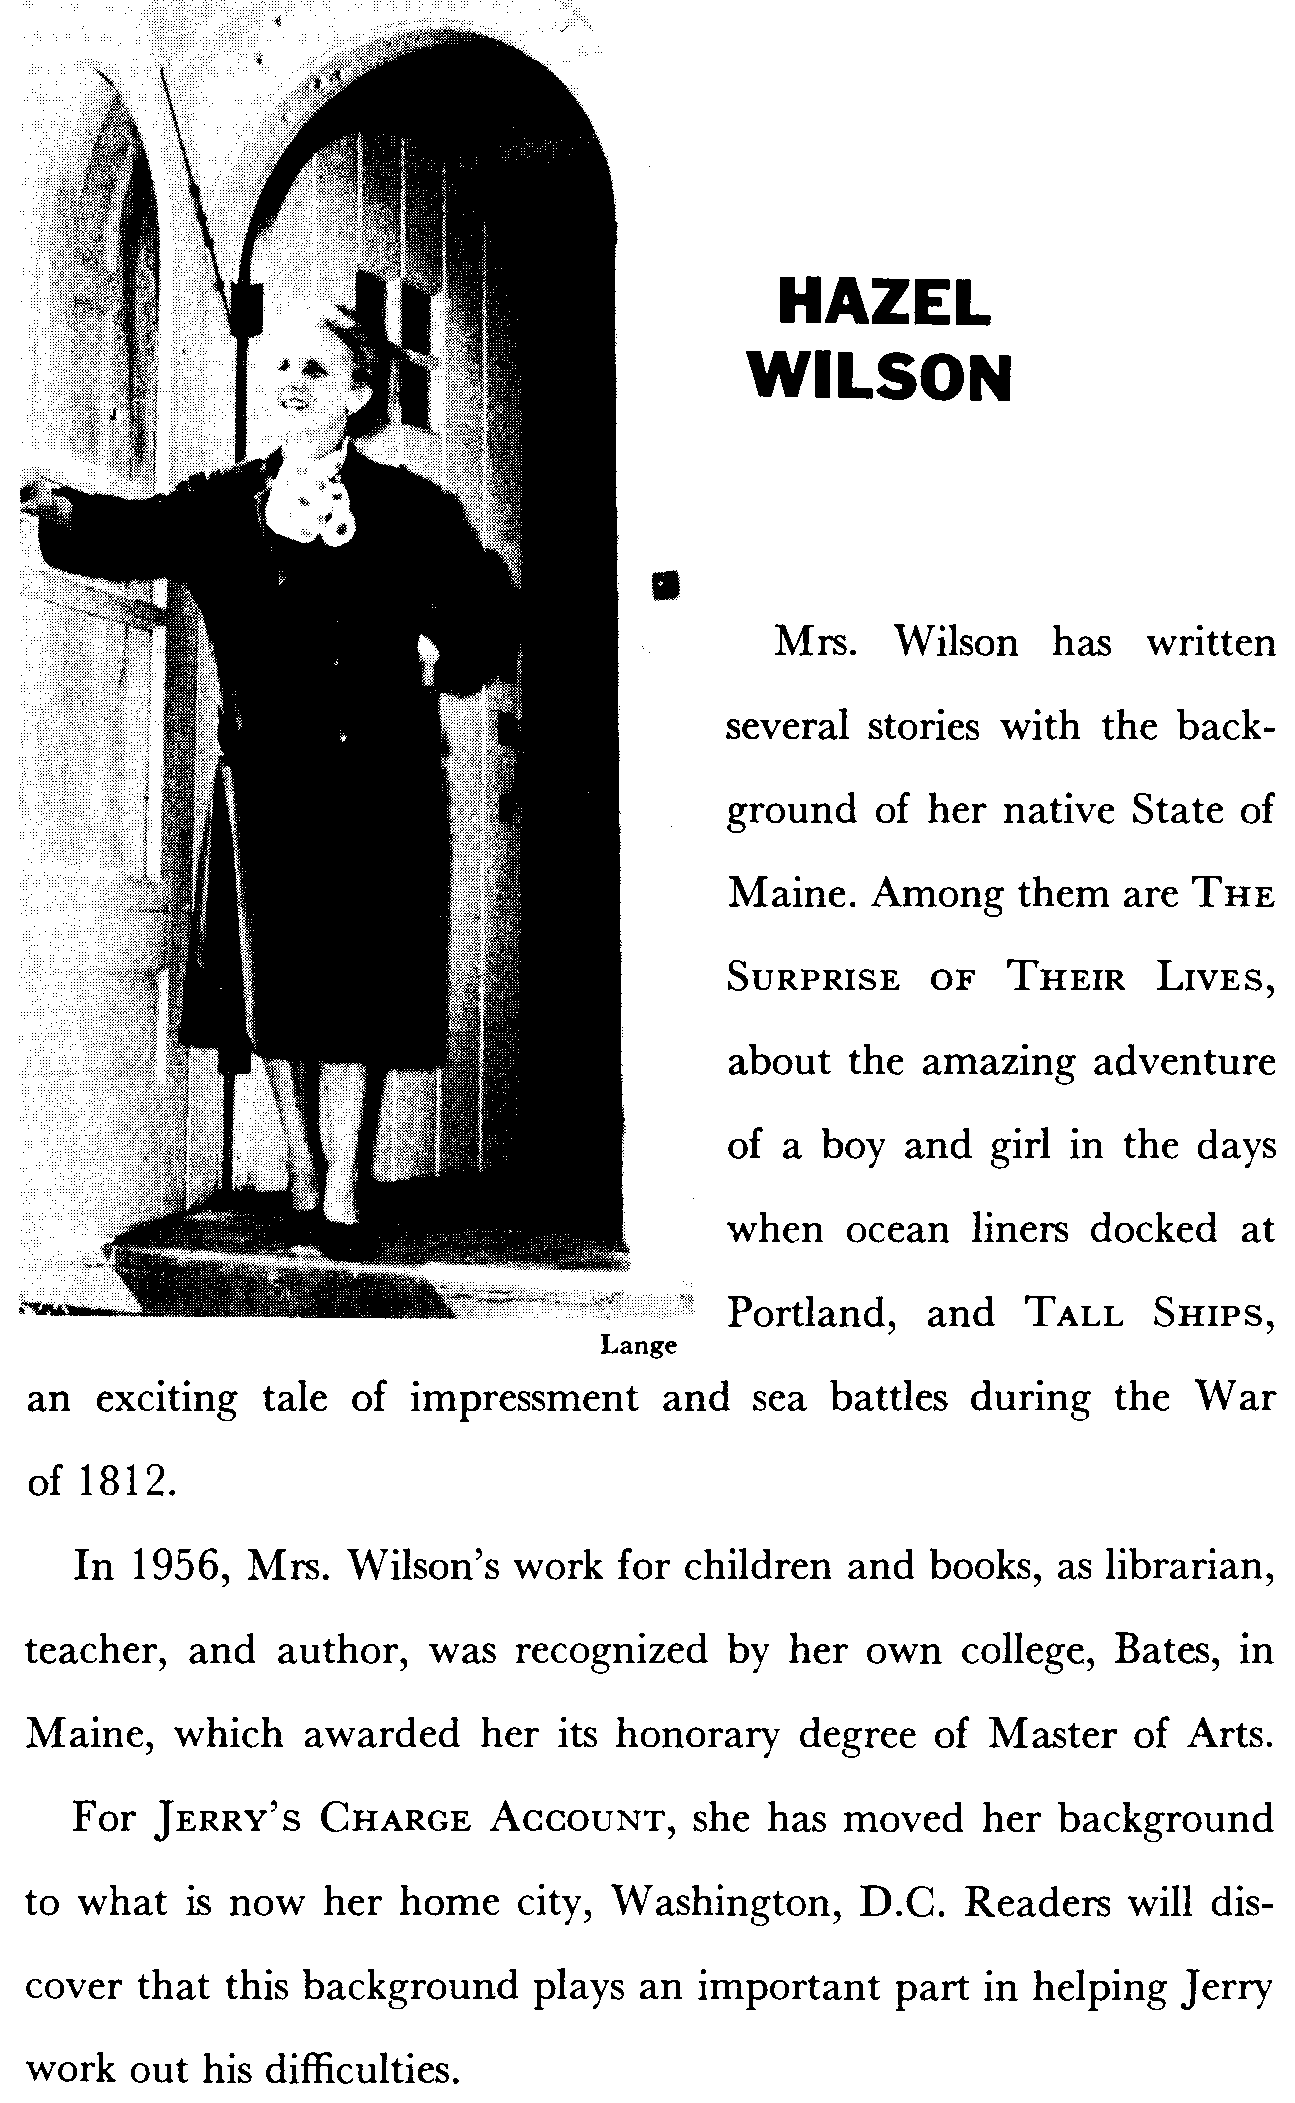 HAZEL
WILSON
Mrs. Wilson has written
several stories with the back-
ground of her native State of
Maine. Among them are THE
SURPRISE OF THEIR LIVES,
about the amazing adventure
of a boy and girl in the days
when ocean liners docked at
Portland, and TALL SHIPS,
Lange
an exciting tale of impressment and sea battles during the War
of 1812.
In 1956, Mrs. Wilson's work for children and books, as librarian,
teacher, and author, was recognized by her own college, Bates, in
Maine, which awarded her its honorary degree of Master of Arts.
For JERRY'S CHARGE ACCOUNT, she has moved her background
to what is now her home city, Washington, D.C. Readers will dis-
cover that this background plays an important part in helping Jerry
work out his difficulties.